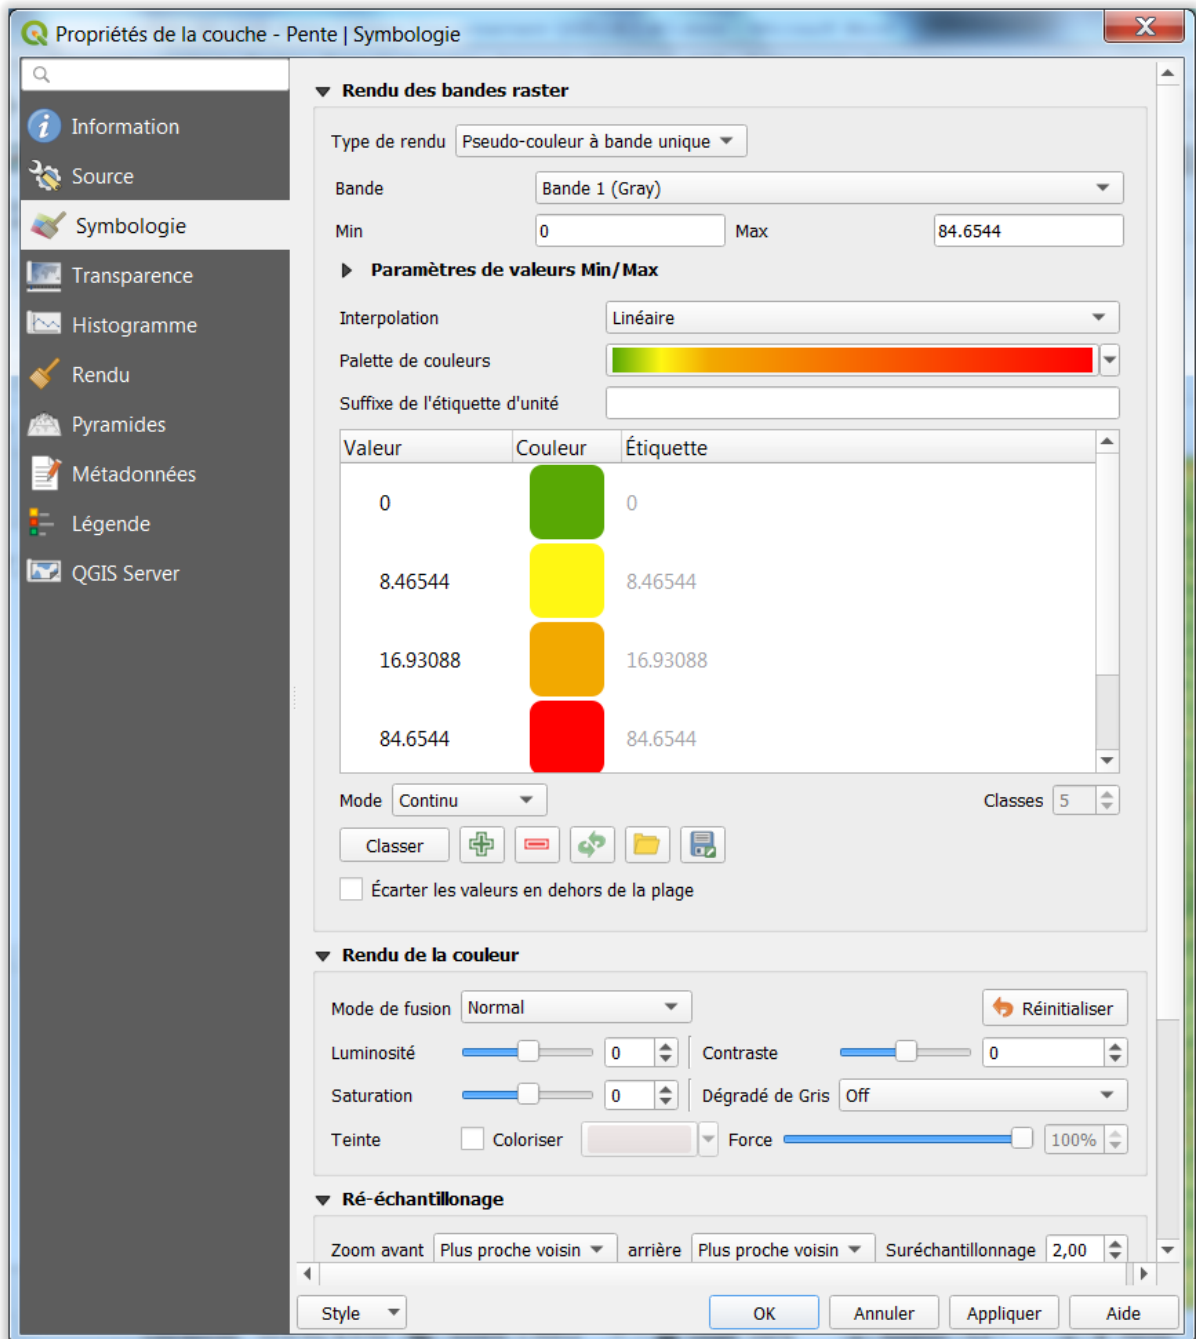 Propriétés de la couche - Pente | Symbologie
Information
Source
Symbologie
Transparence
Histogramme
Rendu
Pyramides
Métadonnées
Légende
QGIS Server
Rendu des bandes raster
Type de rendu Pseudo-couleur à bande unique
Bande Bande 1 (Gray)
Min 0 Max 84.6544
Paramètres de valeurs Min/Max
Interpolation Linéaire
Palette de couleurs
Suffixe de l'étiquette d'unité
Valeur Couleur Étiquette
0 0
8.46544 8.46544
16.93088 16.93088
84.6544 84.6544
Mode Continu Classes 5
Classer
Écarter les valeurs en dehors de la plage
Rendu de la couleur
Mode de fusion Normal Réinitialiser
Luminosité 0 Contraste 0
Saturation 0 Dégradé de Gris Off
Teinte Coloriser Force 100%
Ré-échantillonage
Zoom avant Plus proche voisin arrière Plus proche voisin Suréchantillonnage 2,00
Style OK Annuler Appliquer Aide